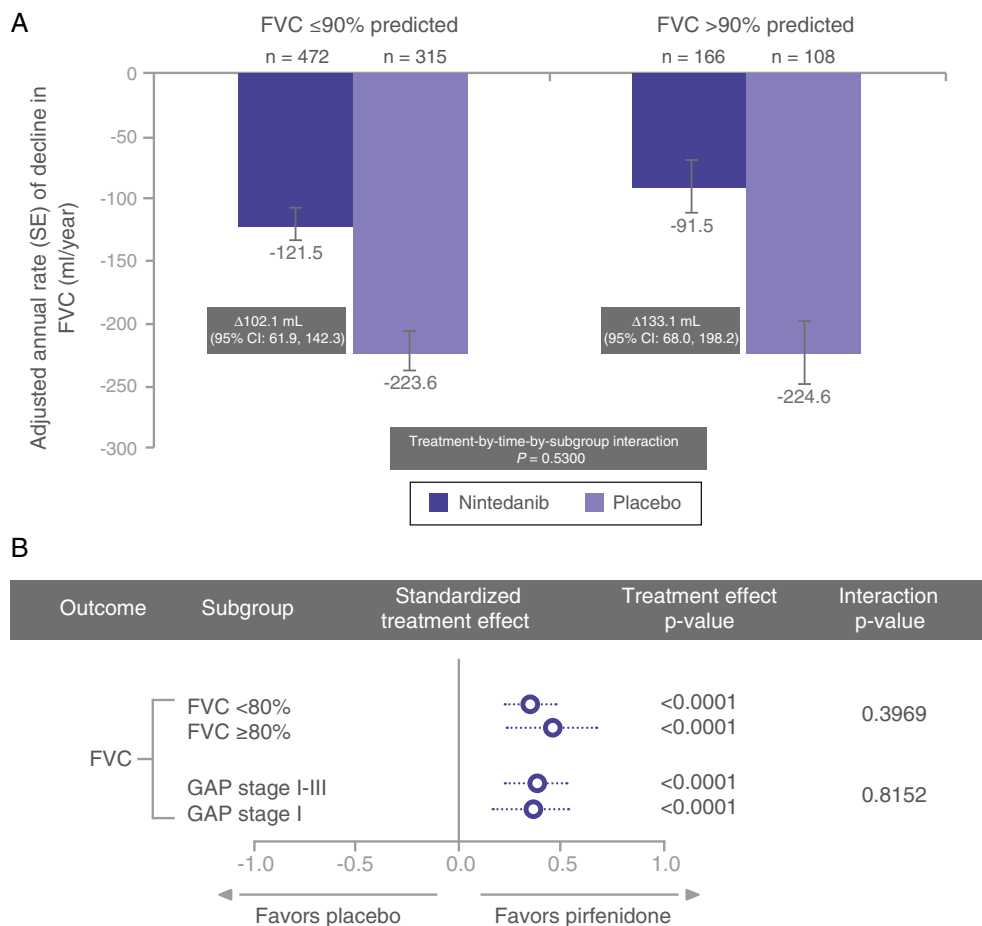 A
FVC ≤90% predicted
FVC >90% predicted
n = 472
n = 315
n = 166
n = 108
Adjusted annual rate (SE) of decline in
FVC (ml/year)
0
-50
-100
-150
-200
-250
-300
-121.5
-223.6
-91.5
-224.6
Δ102.1 mL
(95% CI: 61.9, 142.3)
Δ133.1 mL
(95% CI: 68.0, 198.2)
Treatment-by-time-by-subgroup interaction
P = 0.5300
Nintedanib
Placebo
B
Outcome
Subgroup
Standardized
treatment effect
Treatment effect
p-value
Interaction
p-value
FVC
FVC <80%
<0.0001
FVC ≥80%
<0.0001
0.3969
GAP stage I-III
<0.0001
GAP stage I
<0.0001
0.8152
-1.0
-0.5
0.0
0.5
1.0
Favors placebo
Favors pirfenidone